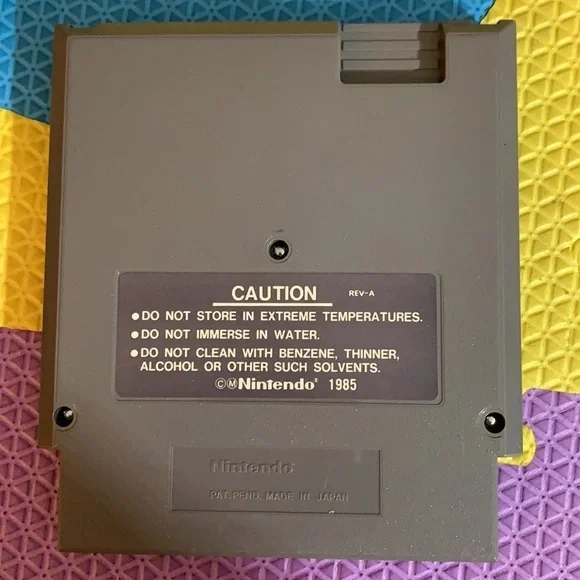 CAUTION REV-A
●DO NOT STORE IN EXTREME TEMPERATURES.
●DO NOT IMMERSE IN WATER.
●DO NOT CLEAN WITH BENZENE, THINNER,
ALCOHOL OR OTHER SUCH SOLVENTS.
©ⓂNintendo® 1985
Nintendo®
PAT. PEND. MADE IN JAPAN